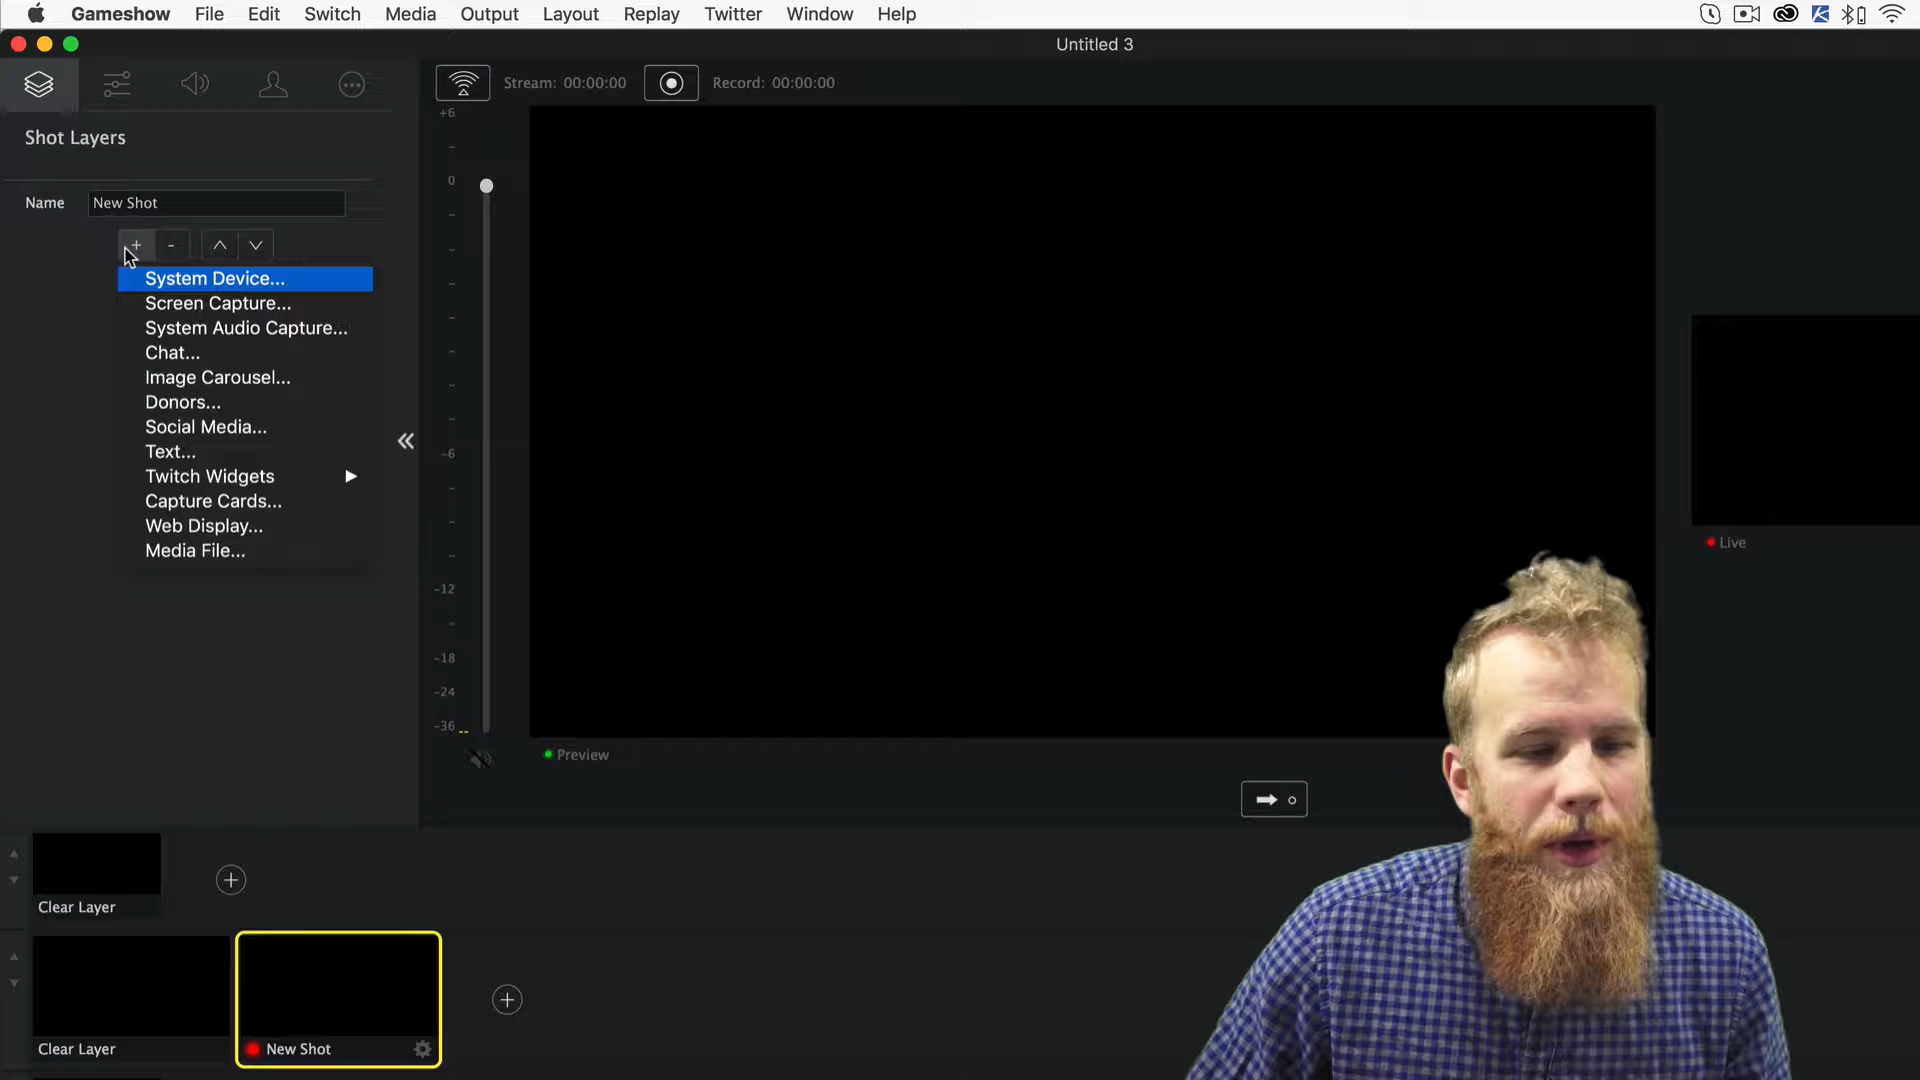 Gameshow File Edit Switch Media Output Layout Replay Twitter Window Help
Untitled 3
Stream: 00:00:00 Record: 00:00:00
Shot Layers
Name New Shot
+ -
System Device...
Screen Capture...
System Audio Capture...
Chat...
Image Carousel...
Donors...
Social Media...
Text...
Twitch Widgets
Capture Cards...
Web Display...
Media File...
+6
0
-6
-12
-18
-24
-36
Preview
Live
Clear Layer
Clear Layer
New Shot